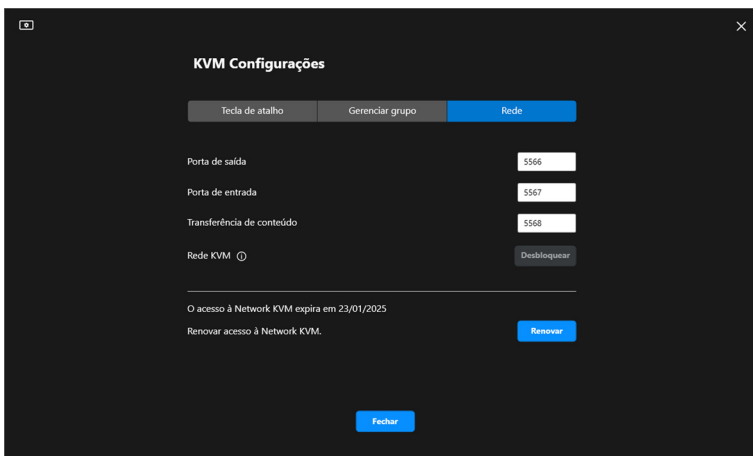 KVM Configurações
Tecla de atalho Gerenciar grupo Rede
Porta de saída 5566
Porta de entrada 5567
Transferência de conteúdo 5568
Rede KVM Desbloquear
O acesso à Network KVM expira em 23/01/2025
Renovar acesso à Network KVM. Renovar
Fechar